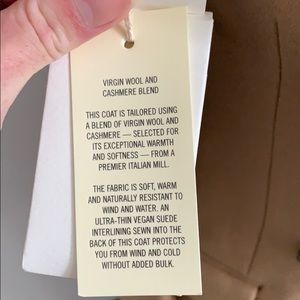 VIRGIN WOOL AND
CASHMERE BLEND
THIS COAT IS TAILORED USING
A BLEND OF VIRGIN WOOL AND
CASHMERE — SELECTED FOR
ITS EXCEPTIONAL WARMTH
AND SOFTNESS — FROM A
PREMIER ITALIAN MILL.
THE FABRIC IS SOFT, WARM
AND NATURALLY RESISTANT TO
WIND AND WATER. AN
ULTRA-THIN VEGAN SUEDE
INTERLINING SEWN INTO THE
BACK OF THIS COAT PROTECTS
YOU FROM WIND AND COLD
WITHOUT ADDED BULK.